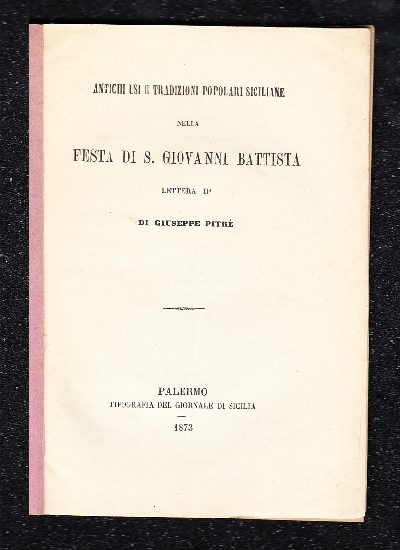 ANTICHI USI E TRADIZIONI POPOLARI SICILIANE
NELLA
FESTA DI S. GIOVANNI BATTISTA
LETTERA IIª
DI GIUSEPPE PITRÈ
PALERMO
TIPOGRAFIA DEL GIORNALE DI SICILIA
1873